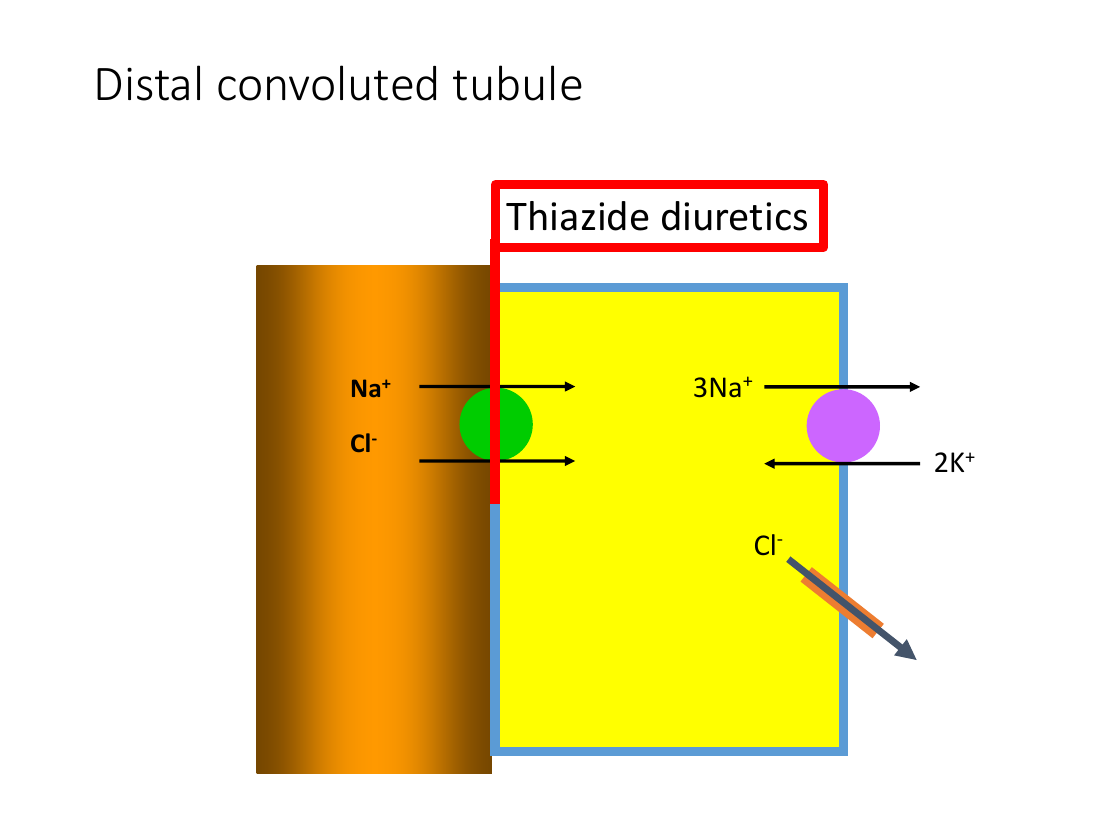 Distal convoluted tubule
Thiazide diuretics
Na⁺
3Na⁺
Cl⁻
2K⁺
Cl⁻